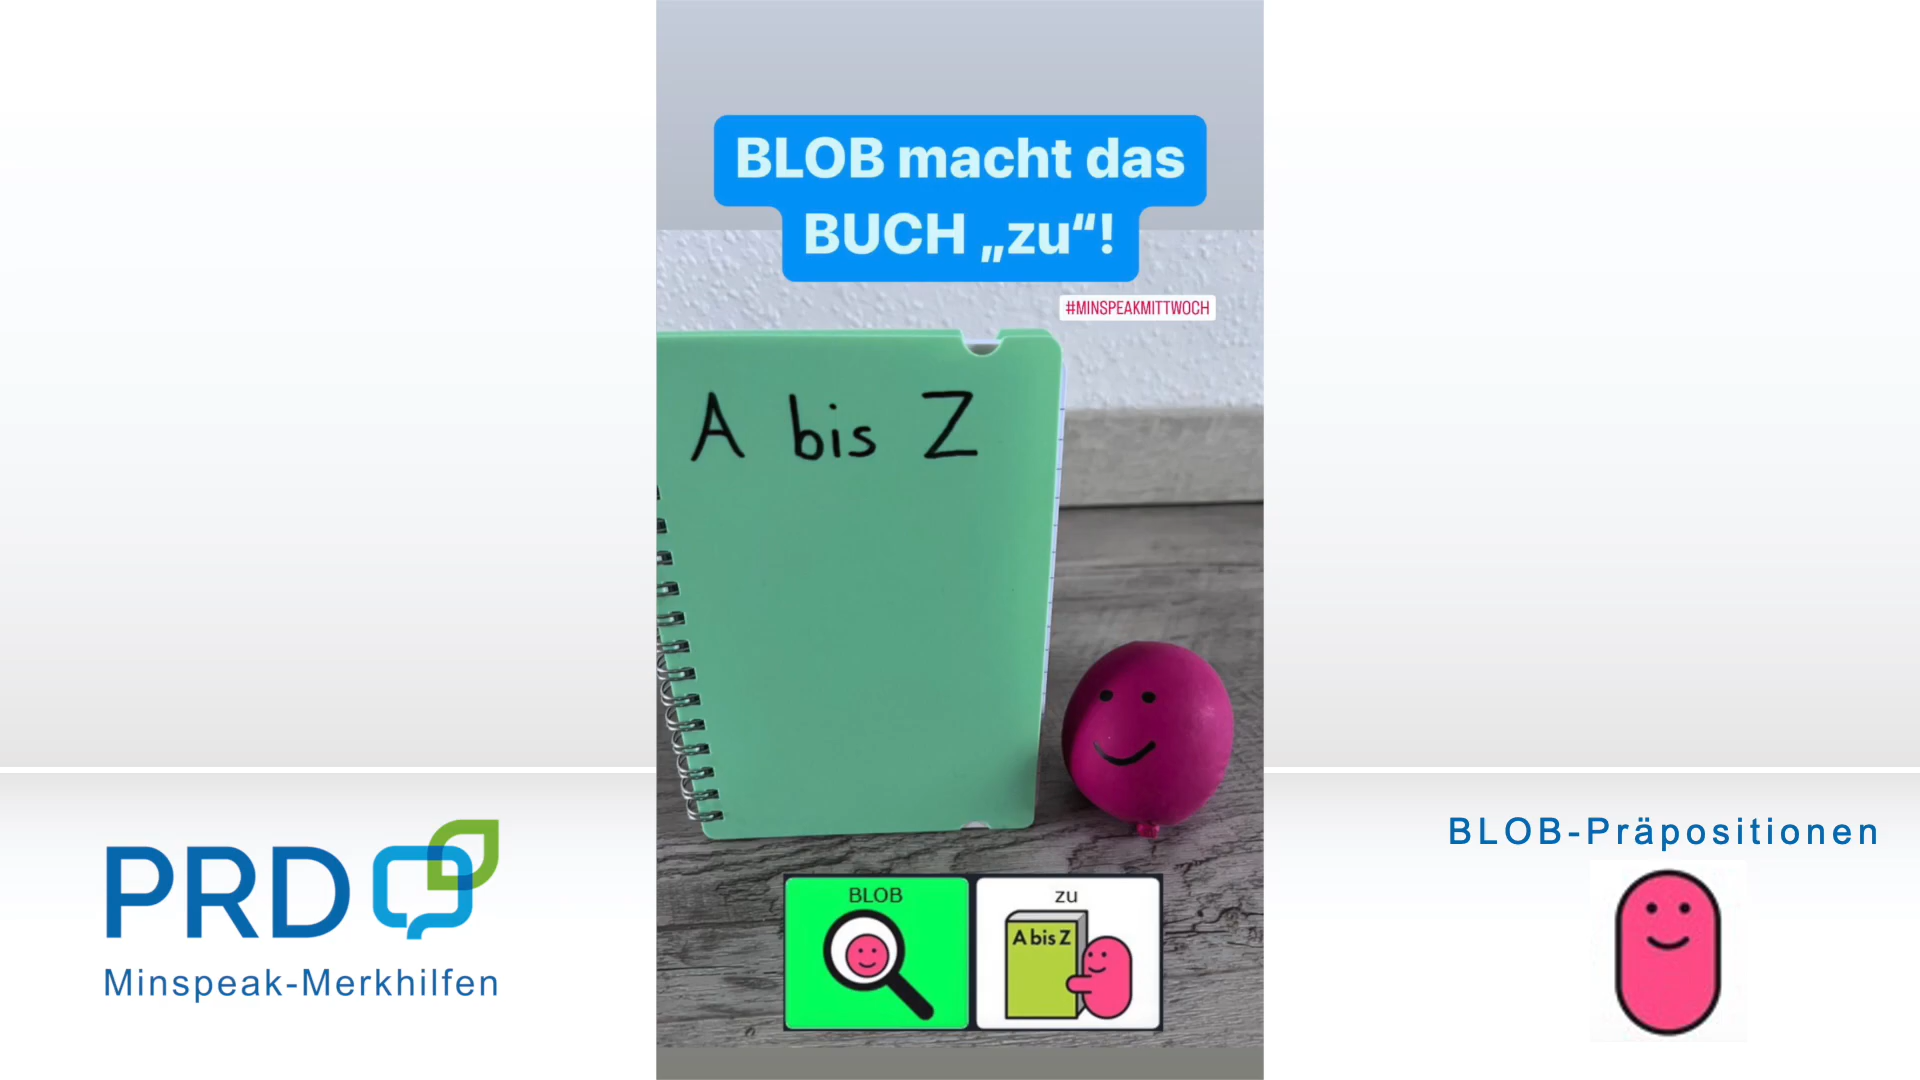 BLOB macht das
BUCH „zu“!
#MINSPEAKMITTWOCH
A bis Z
BLOB
zu
A bis Z
PRD
Minspeak-Merkhilfen
BLOB-Präpositionen